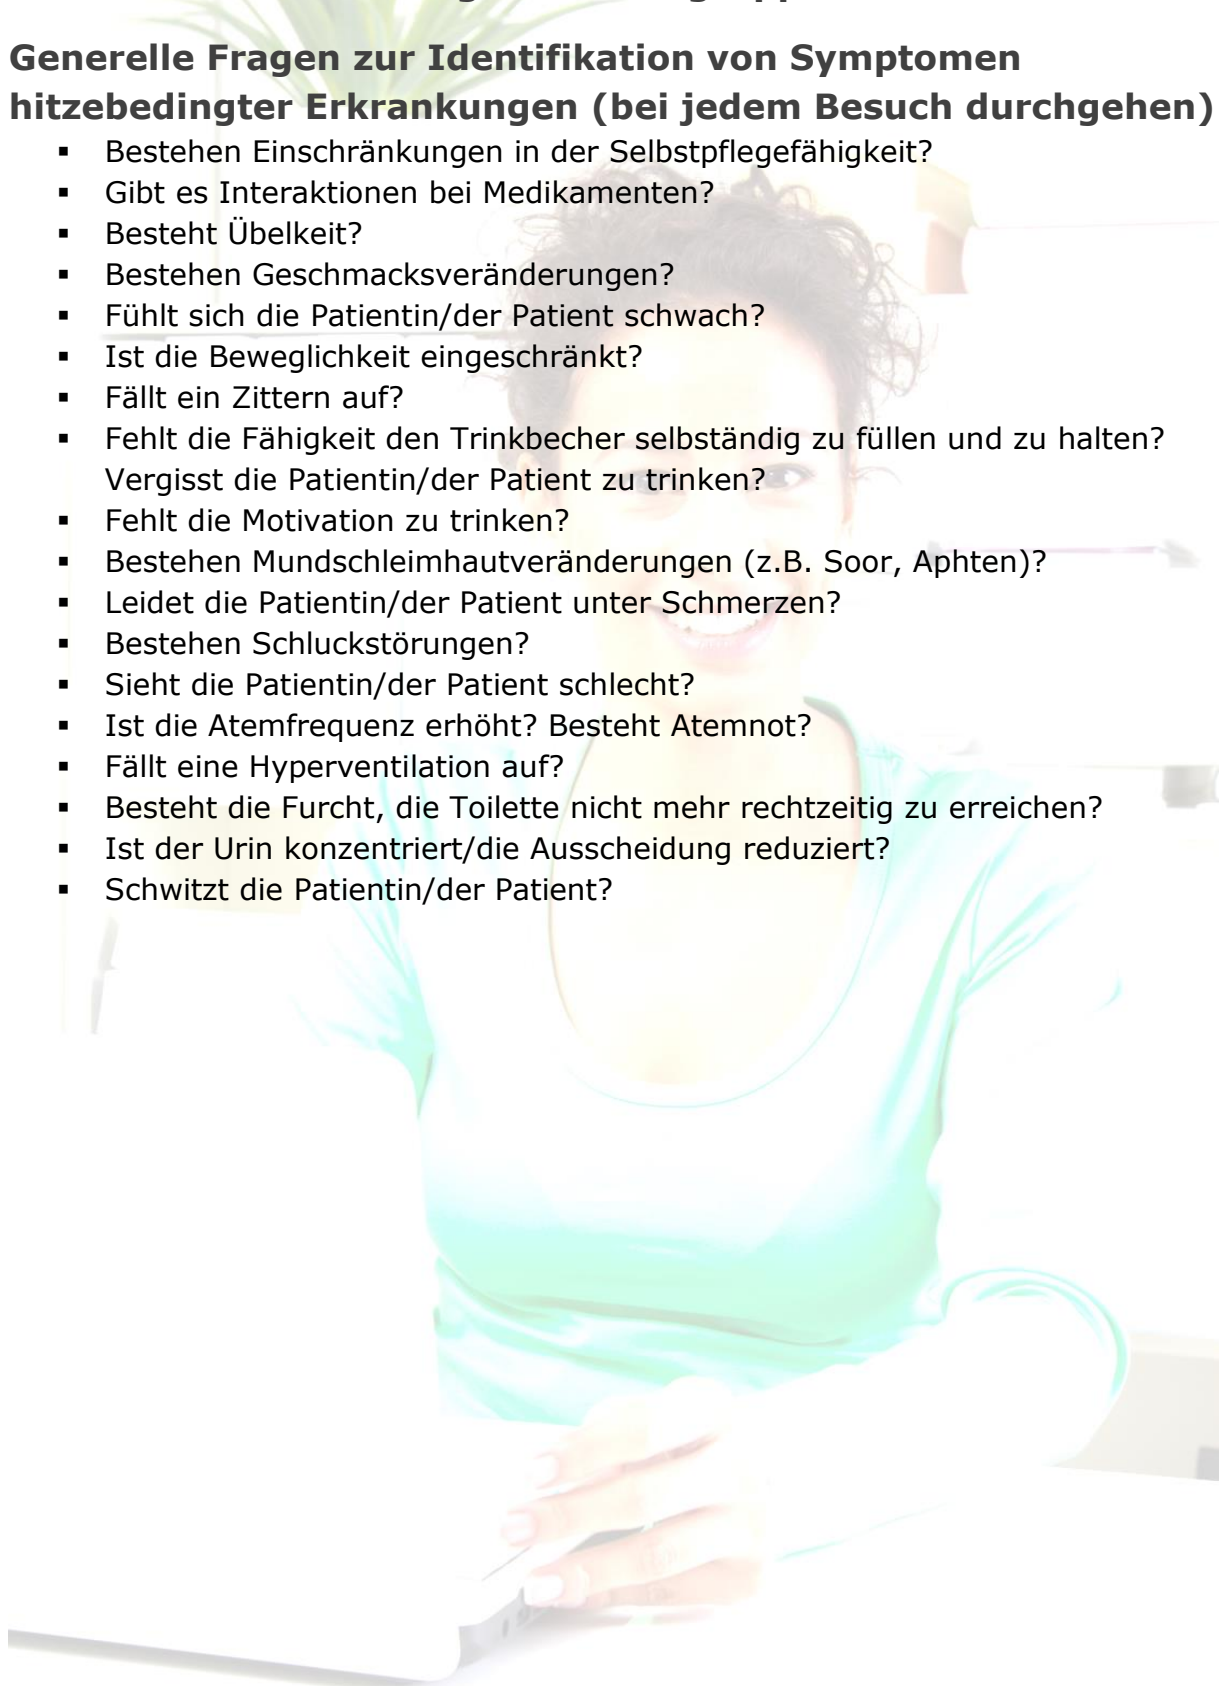 Generelle Fragen zur Identifikation von Symptomen
hitzebedingter Erkrankungen (bei jedem Besuch durchgehen)
▪ Bestehen Einschränkungen in der Selbstpflegefähigkeit?
▪ Gibt es Interaktionen bei Medikamenten?
▪ Besteht Übelkeit?
▪ Bestehen Geschmacksveränderungen?
▪ Fühlt sich die Patientin/der Patient schwach?
▪ Ist die Beweglichkeit eingeschränkt?
▪ Fällt ein Zittern auf?
▪ Fehlt die Fähigkeit den Trinkbecher selbständig zu füllen und zu halten?
Vergisst die Patientin/der Patient zu trinken?
▪ Fehlt die Motivation zu trinken?
▪ Bestehen Mundschleimhautveränderungen (z.B. Soor, Aphten)?
▪ Leidet die Patientin/der Patient unter Schmerzen?
▪ Bestehen Schluckstörungen?
▪ Sieht die Patientin/der Patient schlecht?
▪ Ist die Atemfrequenz erhöht? Besteht Atemnot?
▪ Fällt eine Hyperventilation auf?
▪ Besteht die Furcht, die Toilette nicht mehr rechtzeitig zu erreichen?
▪ Ist der Urin konzentriert/die Ausscheidung reduziert?
▪ Schwitzt die Patientin/der Patient?